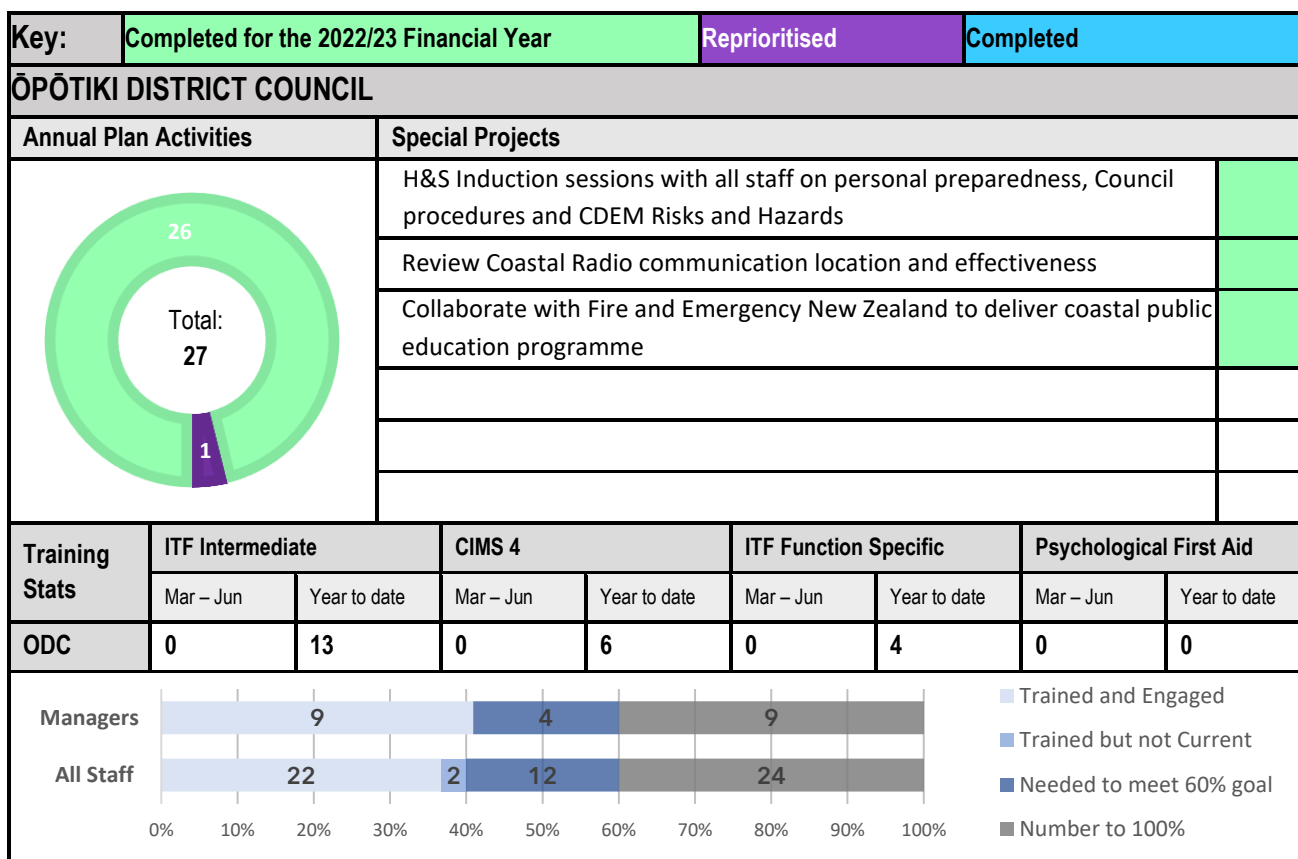 Key: Completed for the 2022/23 Financial Year Reprioritised Completed
ŌPŌTIKI DISTRICT COUNCIL
Annual Plan Activities Special Projects
26
Total:
27
1
H&S Induction sessions with all staff on personal preparedness, Council
procedures and CDEM Risks and Hazards
Review Coastal Radio communication location and effectiveness
Collaborate with Fire and Emergency New Zealand to deliver coastal public
education programme
Training
Stats
ITF Intermediate CIMS 4 ITF Function Specific Psychological First Aid
Mar – Jun Year to date Mar – Jun Year to date Mar – Jun Year to date Mar – Jun Year to date
ODC 0 13 0 6 0 4 0 0
Managers 9 4 9
All Staff 22 2 12 24
0% 10% 20% 30% 40% 50% 60% 70% 80% 90% 100%
Trained and Engaged
Trained but not Current
Needed to meet 60% goal
Number to 100%